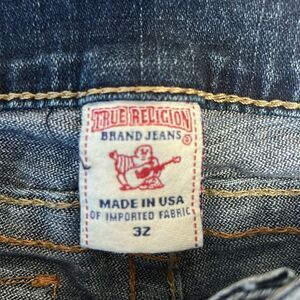 TRUE RELIGION
BRAND JEANS®
MADE IN USA
OF IMPORTED FABRIC
32